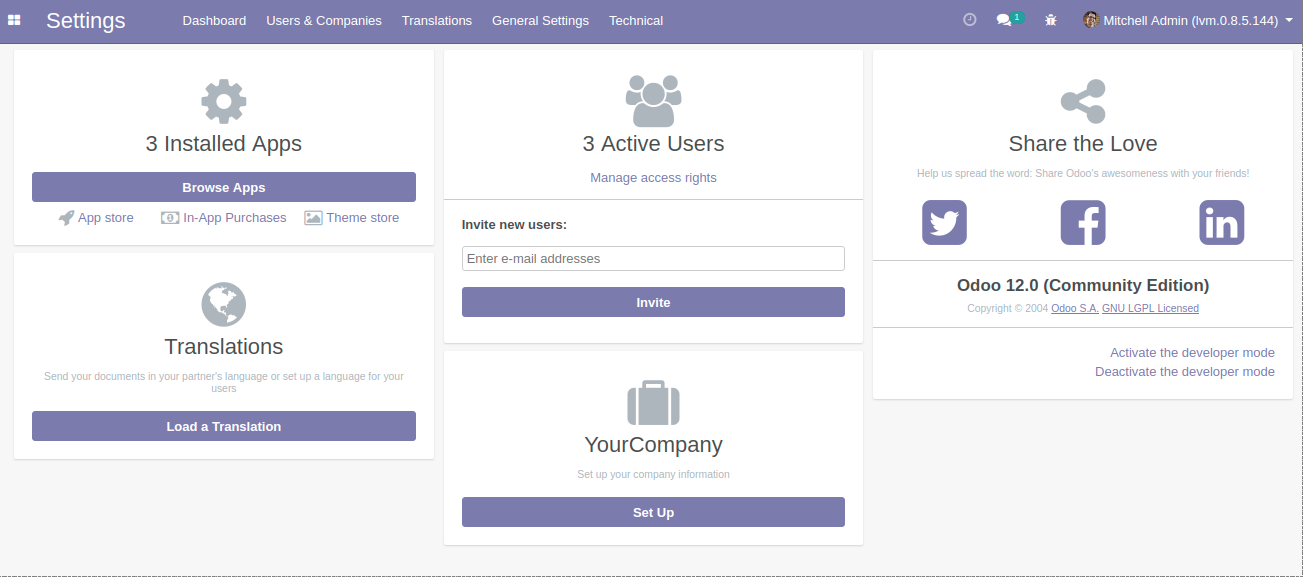 Settings
Dashboard Users & Companies Translations General Settings Technical
1
Mitchell Admin (lvm.0.8.5.144)
3 Installed Apps
Browse Apps
App store In-App Purchases Theme store
Translations
Send your documents in your partner's language or set up a language for your
users
Load a Translation
3 Active Users
Manage access rights
Invite new users:
Enter e-mail addresses
Invite
YourCompany
Set up your company information
Set Up
Share the Love
Help us spread the word: Share Odoo's awesomeness with your friends!
Odoo 12.0 (Community Edition)
Copyright © 2004 Odoo S.A. GNU LGPL Licensed
Activate the developer mode
Deactivate the developer mode